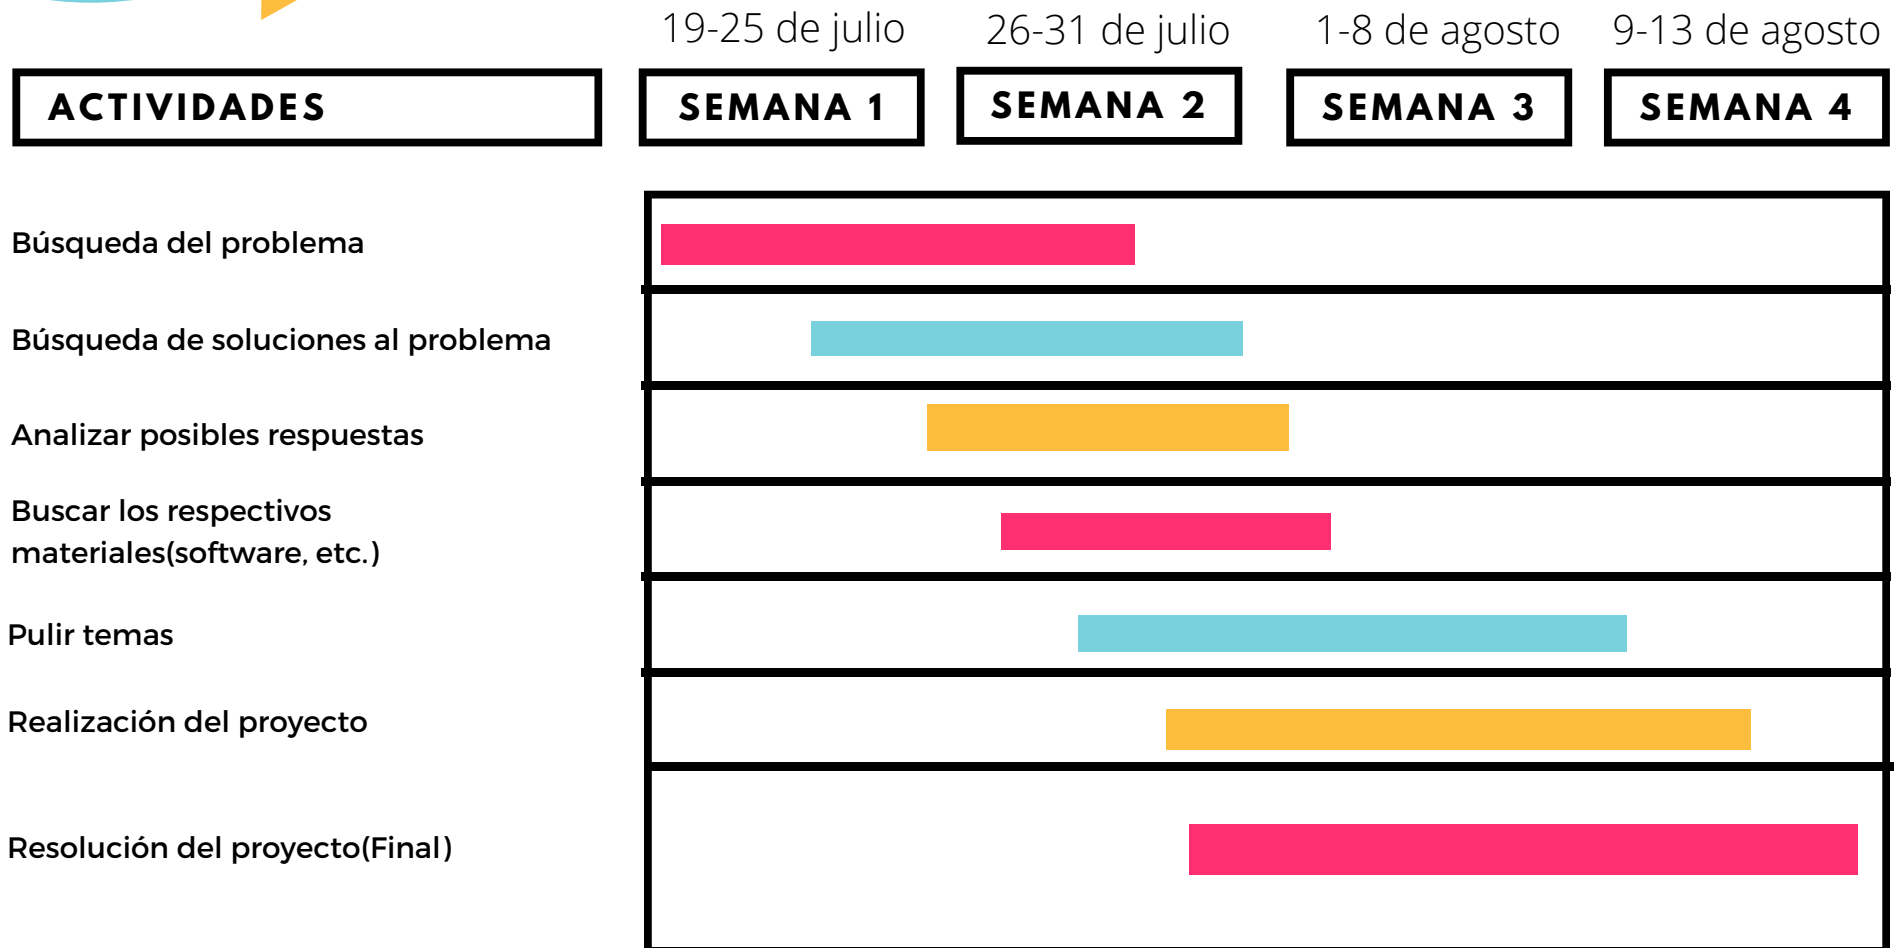 19-25 de julio
26-31 de julio
1-8 de agosto
9-13 de agosto
ACTIVIDADES
SEMANA 1
SEMANA 2
SEMANA 3
SEMANA 4
Búsqueda del problema
Búsqueda de soluciones al problema
Analizar posibles respuestas
Buscar los respectivos
materiales(software, etc.)
Pulir temas
Realización del proyecto
Resolución del proyecto(Final)